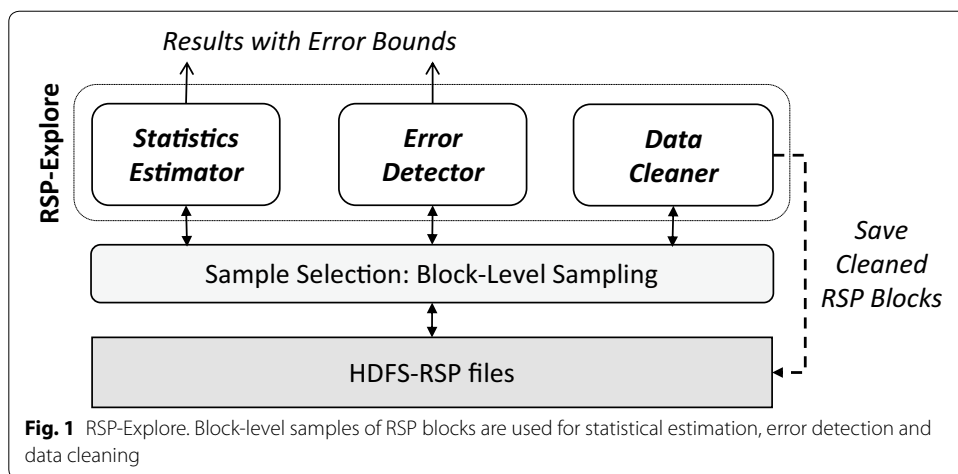 Results with Error Bounds
RSP-Explore
Statistics
Estimator
Error
Detector
Data
Cleaner
Save
Cleaned
RSP Blocks
Sample Selection: Block-Level Sampling
HDFS-RSP files
Fig. 1 RSP-Explore. Block-level samples of RSP blocks are used for statistical estimation, error detection and
data cleaning